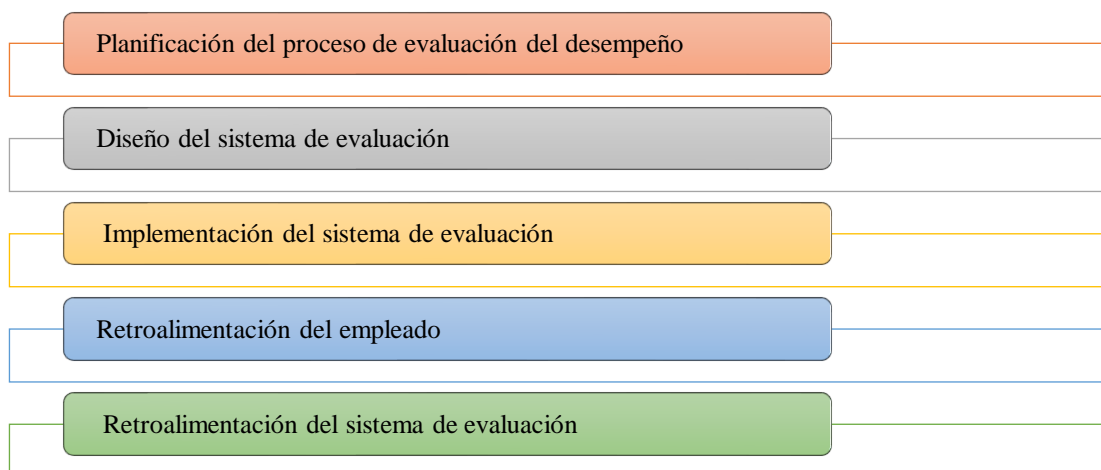 Planificación del proceso de evaluación del desempeño
Diseño del sistema de evaluación
Implementación del sistema de evaluación
Retroalimentación del empleado
Retroalimentación del sistema de evaluación